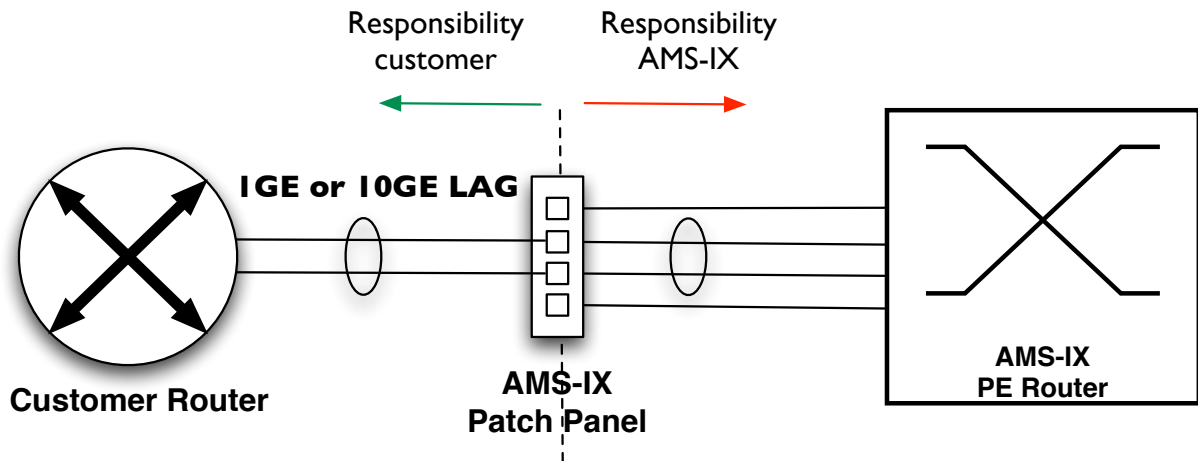 Responsibility
customer
Responsibility
AMS-IX
1GE or 10GE LAG
Customer Router
AMS-IX
Patch Panel
AMS-IX
PE Router